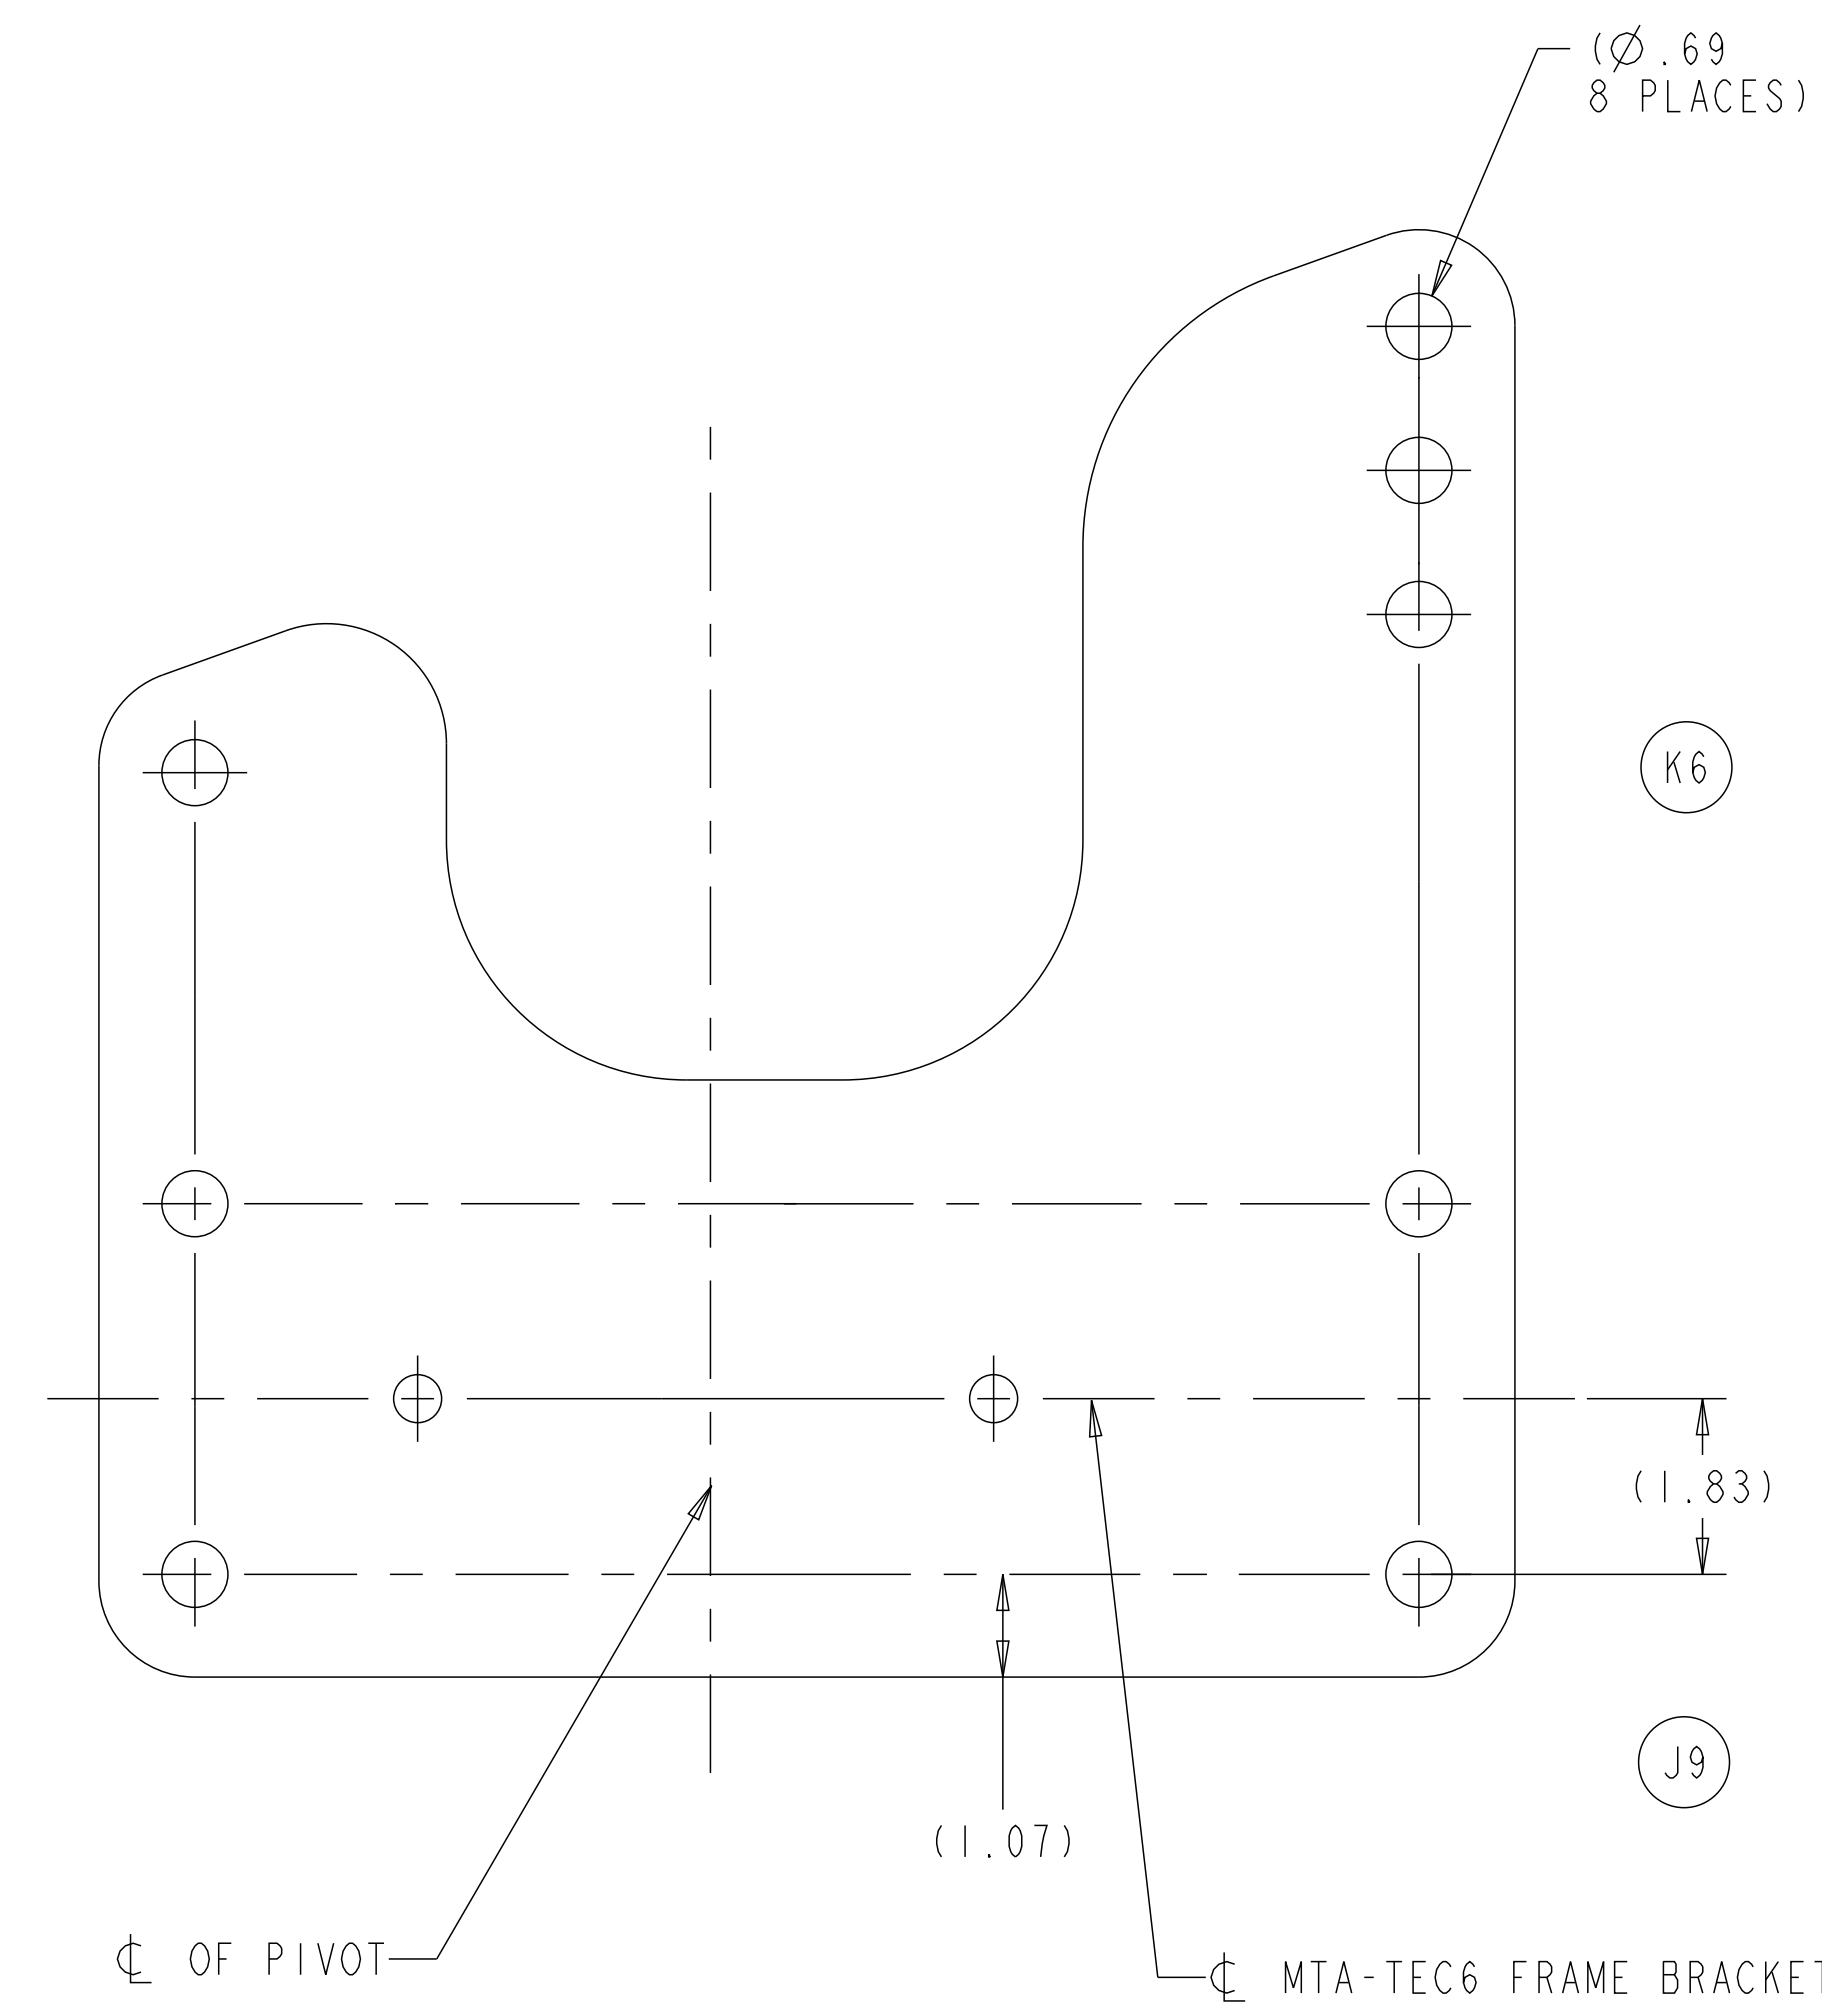 (Ø.69
8 PLACES)
K6
(1.83)
J9
(1.07)
℄ OF PIVOT
℄ MTA-TEC6 FRAME BRACKET